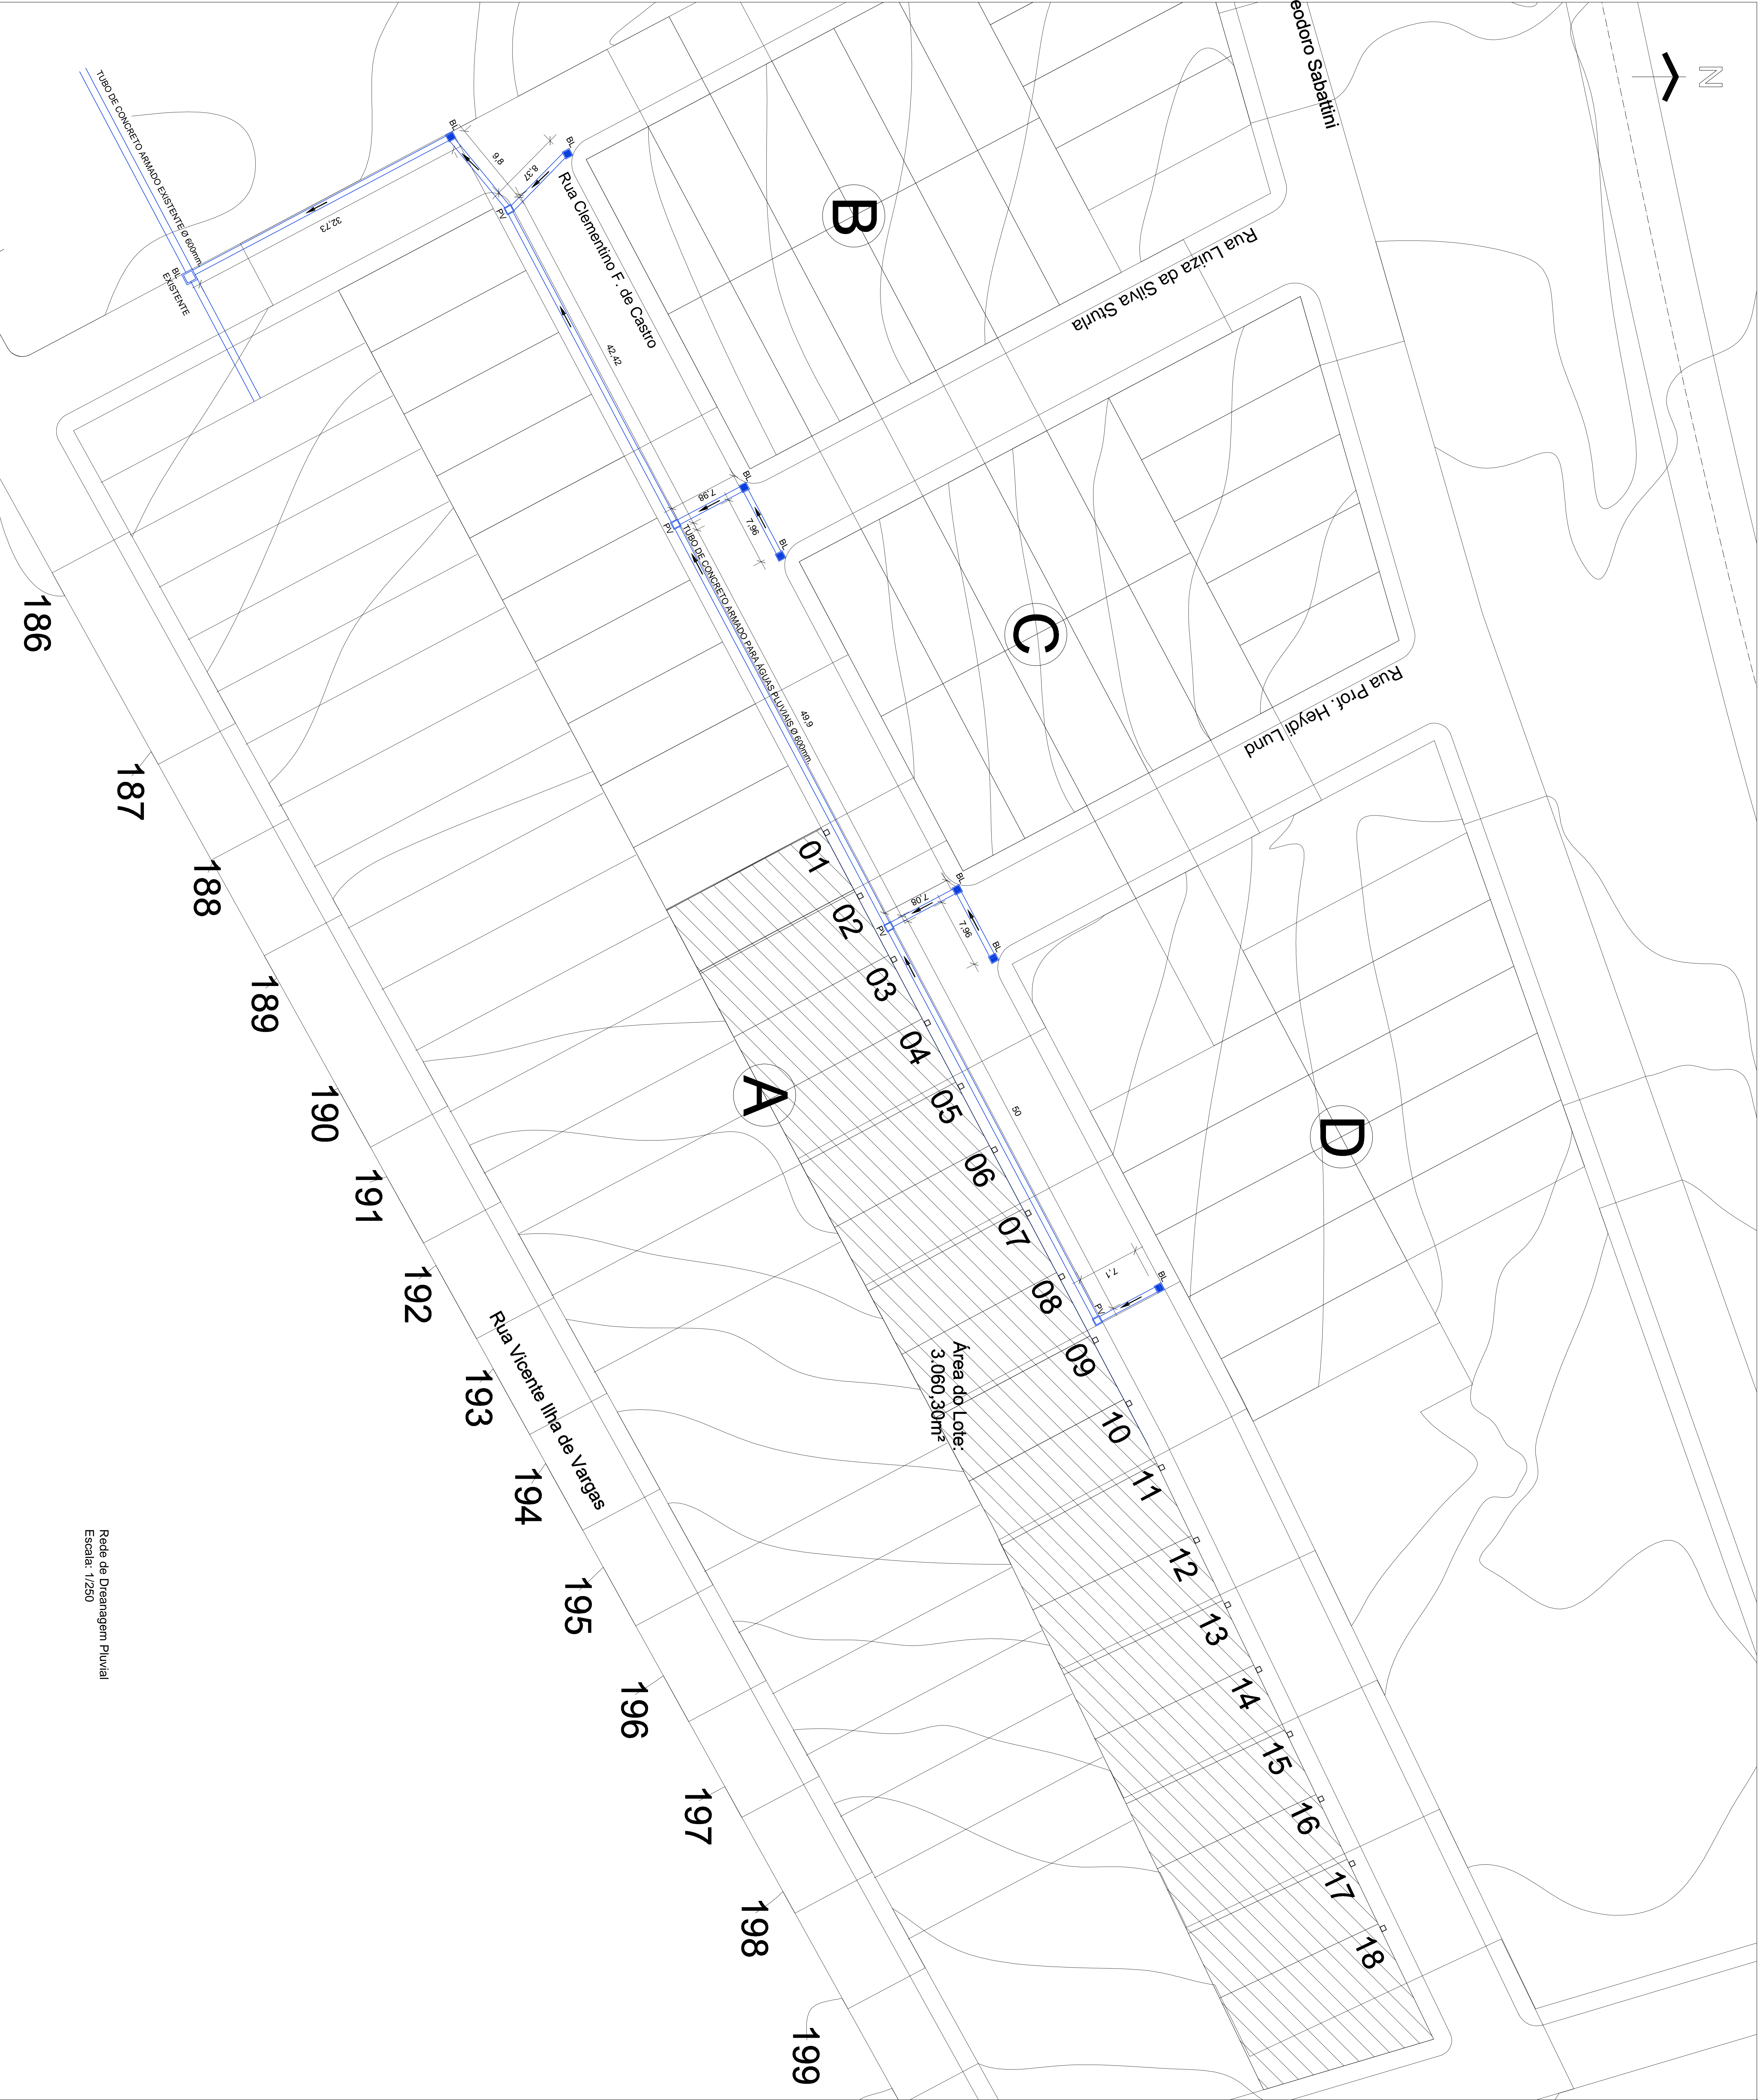 N
eodoro Sabattini
TUBO DE CONCRETO ARMADO EXISTENTE Ø 600mm.
BL
BL
9,8
8,37
PV
Rua Clementino F. de Castro
B
Rua Luiza da Silva Sturla
32,73
BL
EXISTENTE
42,42
BL
7,98
7,96
BL
PV
TUBO DE CONCRETO ARMADO PARA ÁGUAS PLUVIAIS Ø 600mm.
C
Rua Prof. Heydi Lund
49,9
BL
7,08
7,96
BL
PV
D
50
BL
7,1
PV
A
01
02
03
04
05
06
07
08
09
10
11
12
13
14
15
16
17
18
Área do Lote:
3.060,30m²
Rua Vicente Ilha de Vargas
186
187
188
189
190
191
192
193
194
195
196
197
198
199
Rede de Dreanagem Pluvial
Escala: 1/250